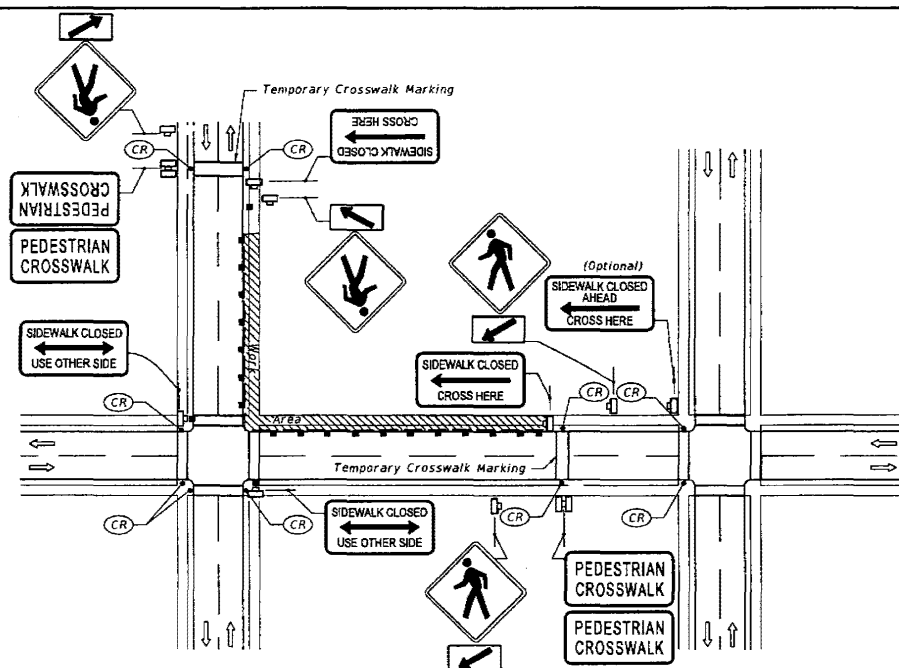 Temporary Crosswalk Marking
CR
CR
SIDEWALK CLOSED
CROSS HERE
PEDESTRIAN
CROSSWALK
PEDESTRIAN
CROSSWALK
(Optional)
SIDEWALK CLOSED
AHEAD
CROSS HERE
SIDEWALK CLOSED
USE OTHER SIDE
Work
SIDEWALK CLOSED
CROSS HERE
CR
CR
CR
Area
Temporary Crosswalk Marking
CR
CR
SIDEWALK CLOSED
USE OTHER SIDE
CR
CR
PEDESTRIAN
CROSSWALK
PEDESTRIAN
CROSSWALK